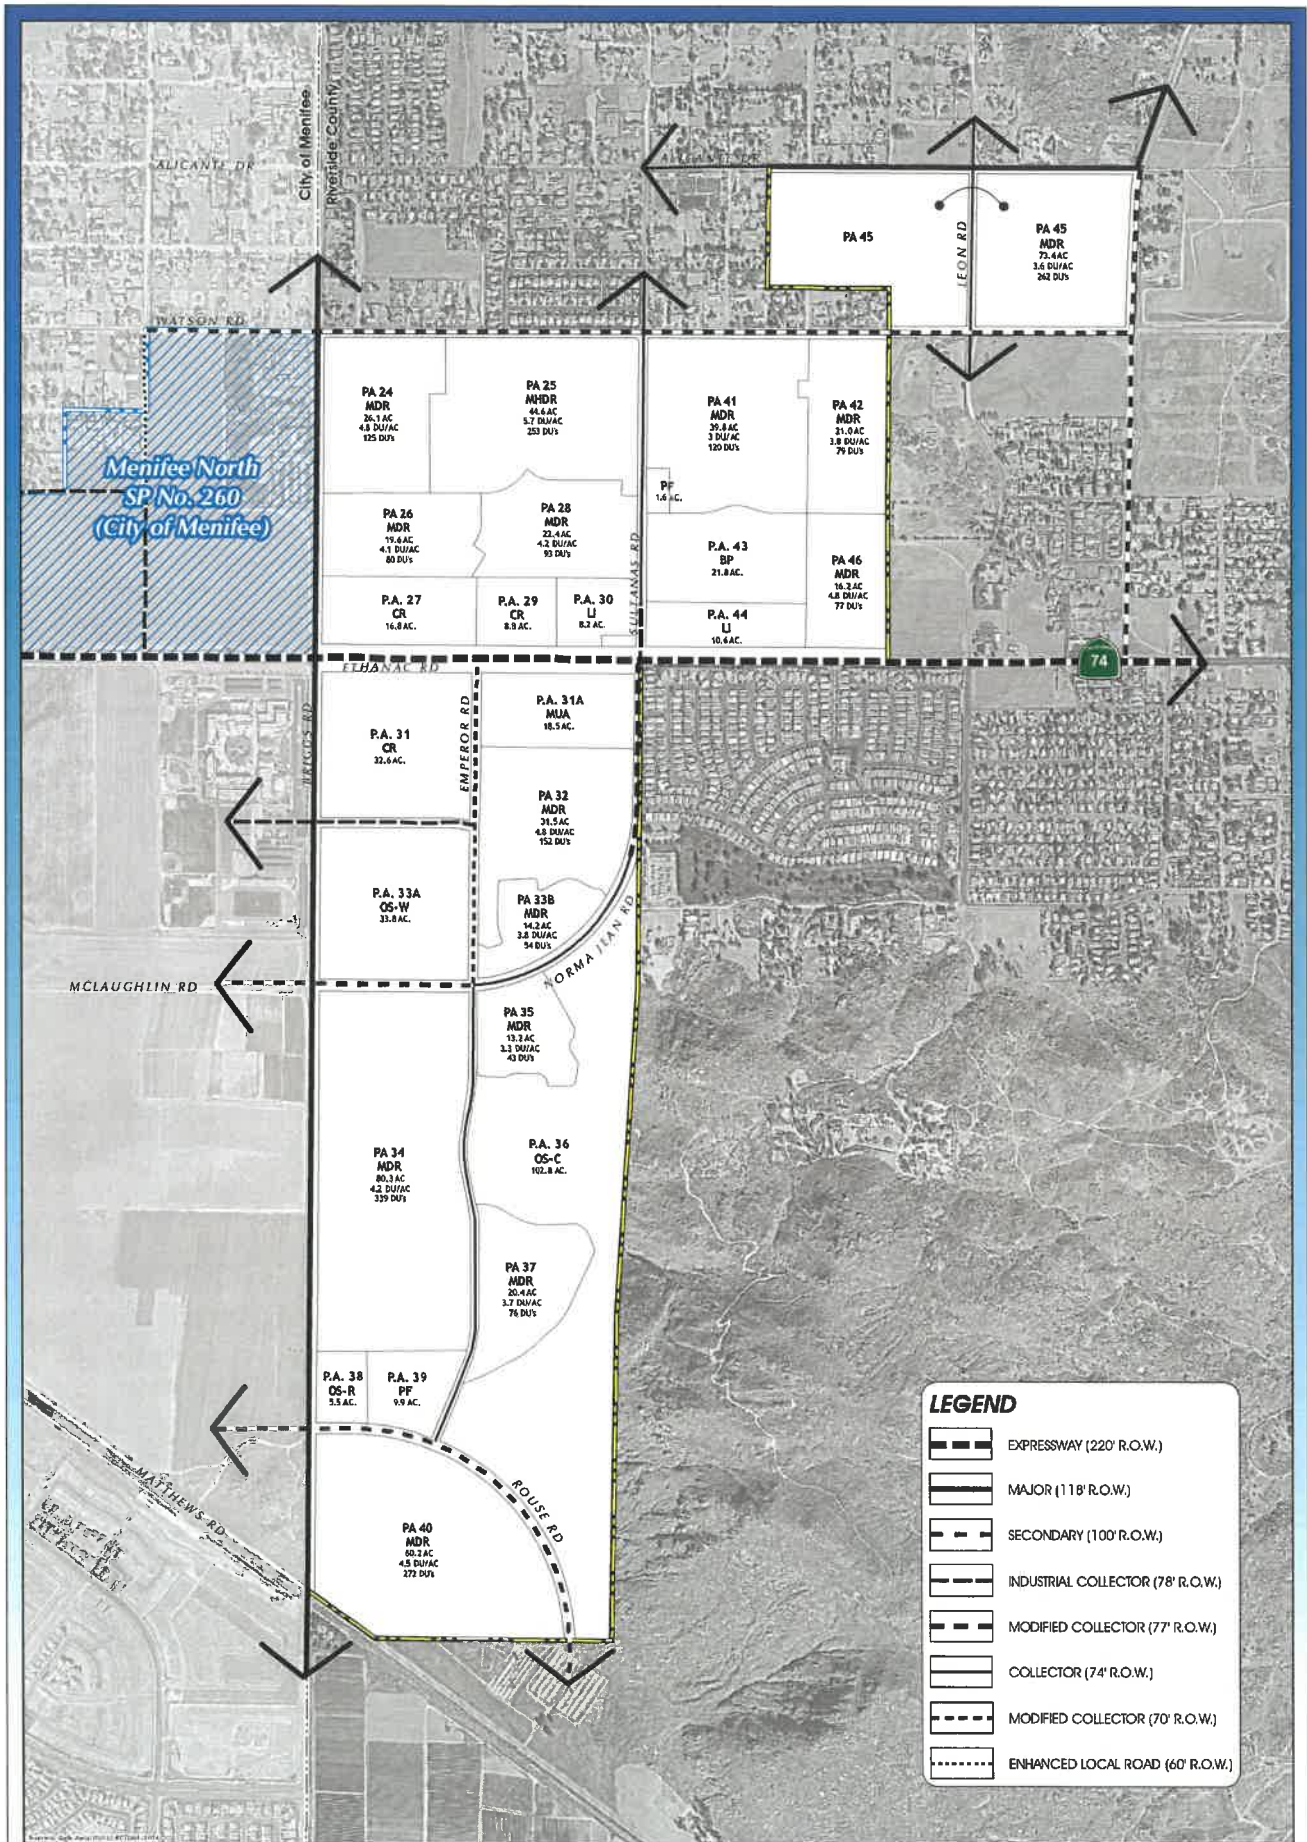 City of Menifee
Riverside County
ALICANTE DR
ALICANTE DR
WATSON RD
LEON RD
PA 45
PA 45
MDR
73.4AC
3.6 DU/AC
262 DU's
PA 24
MDR
26.1 AC
4.8 DU/AC
125 DU's
PA 25
MHDR
44.6 AC
5.7 DU/AC
253 DU's
PA 41
MDR
39.8 AC
3 DU/AC
120 DU's
PA 42
MDR
21.0 AC
3.8 DU/AC
79 DU's
Menifee North
SP No. 260
(City of Menifee)
PF
1.6 AC.
PA 26
MDR
19.6 AC
4.1 DU/AC
80 DU's
PA 28
MDR
22.4 AC
4.2 DU/AC
93 DU's
SULTANAS RD
P.A. 43
BP
21.8 AC.
PA 46
MDR
16.2 AC
4.8 DU/AC
77 DU's
P.A. 27
CR
16.8 AC.
P.A. 29
CR
8.9 AC.
P.A. 30
LI
8.2 AC.
P.A. 44
LI
10.6 AC.
ETHANAC RD
74
BRIGGS RD
P.A. 31
CR
32.6 AC.
EMPEROR RD
P.A. 31A
MUA
18.5 AC.
PA 32
MDR
31.5 AC
4.8 DU/AC
152 DU's
P.A. 33A
OS-W
33.8 AC.
PA 33B
MDR
14.2 AC
3.8 DU/AC
54 DU's
NORMA JEAN RD
MCLAUGHLIN RD
PA 35
MDR
13.2 AC
3.3 DU/AC
43 DU's
PA 34
MDR
80.3 AC
4.2 DU/AC
339 DU's
P.A. 36
OS-C
102.8 AC.
PA 37
MDR
20.4 AC
3.7 DU/AC
76 DU's
P.A. 38
OS-R
5.5 AC.
P.A. 39
PF
9.9 AC.
MATTHEWS RD
ROUSE RD
PA 40
MDR
60.2 AC
4.5 DU/AC
272 DU's
LEGEND
EXPRESSWAY (220' R.O.W.)
MAJOR (118' R.O.W.)
SECONDARY (100' R.O.W.)
INDUSTRIAL COLLECTOR (78' R.O.W.)
MODIFIED COLLECTOR (77' R.O.W.)
COLLECTOR (74' R.O.W.)
MODIFIED COLLECTOR (70' R.O.W.)
ENHANCED LOCAL ROAD (60' R.O.W.)